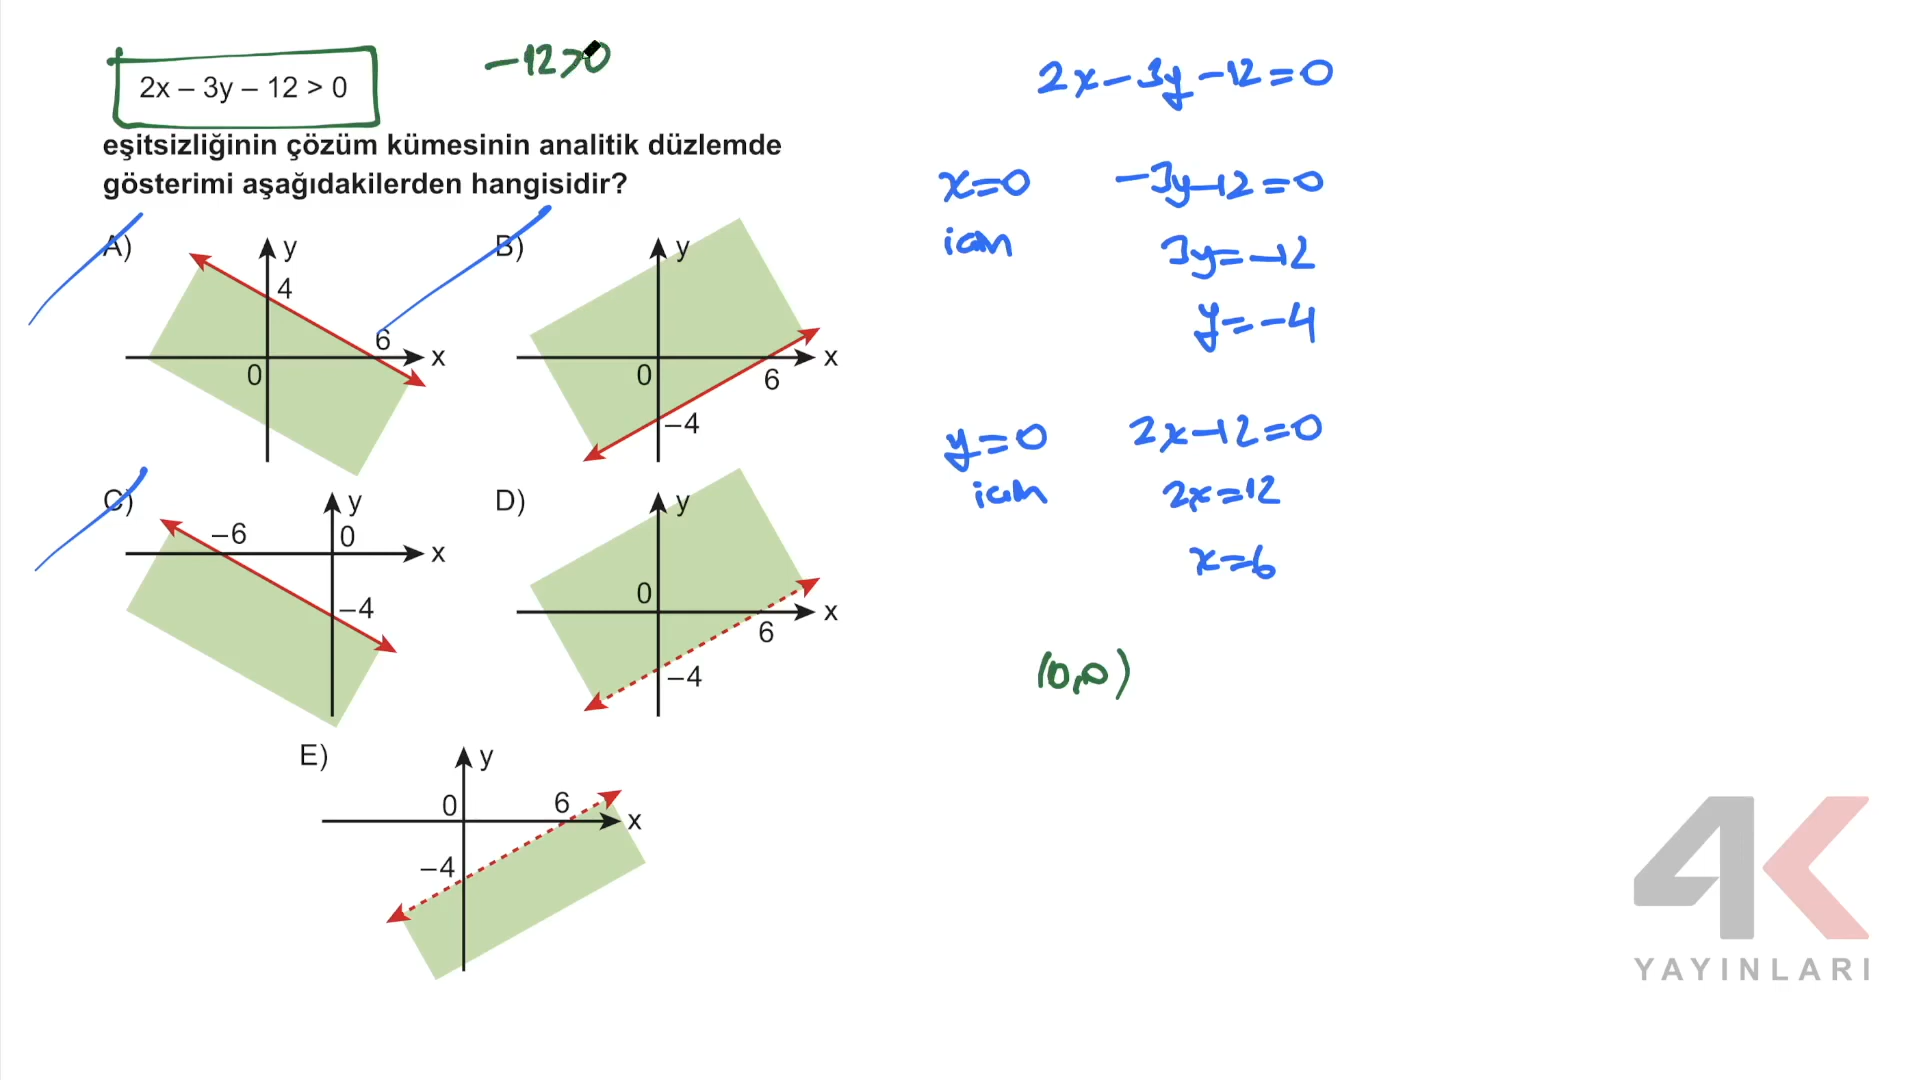 2x – 3y – 12 > 0
−12>0
eşitsizliğinin çözüm kümesinin analitik düzlemde
gösterimi aşağıdakilerden hangisidir?
A)
y
4
6
x
0
B)
y
x
0
6
−4
C)
y
−6
0
x
−4
D)
y
0
x
6
−4
E)
y
0
6
x
−4
2x−3y−12=0
x=0
−3y−12=0
için
3y=−12
y=−4
y=0
2x−12=0
için
2x=12
x=6
(0,0)
4K
YAYINLARI